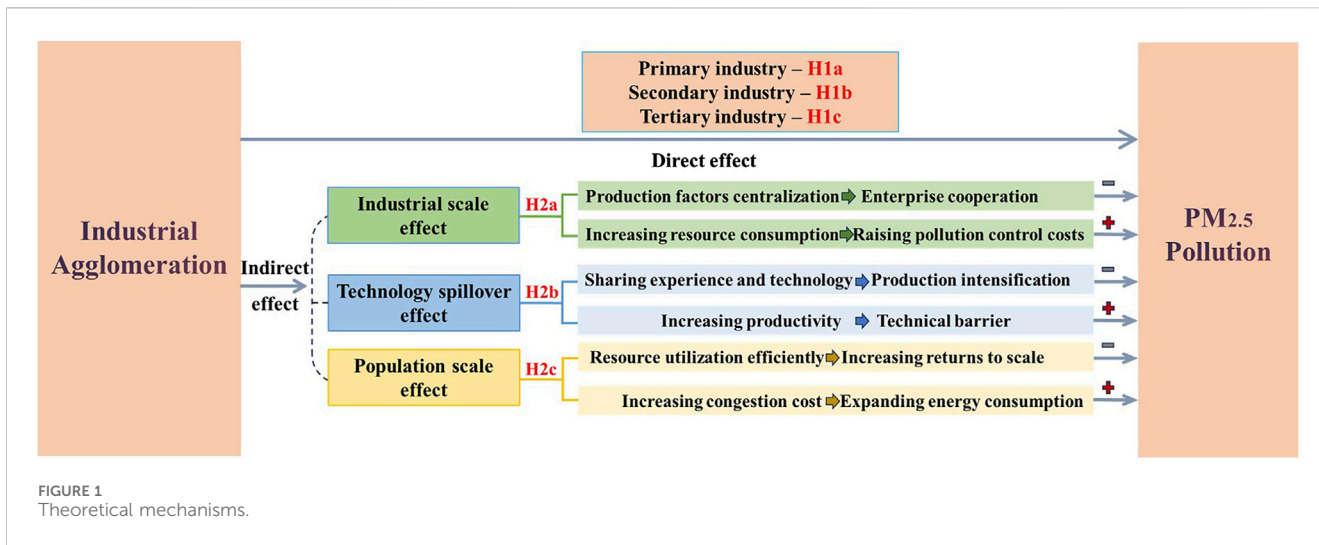 Industrial
Agglomeration
Primary industry – H1a
Secondary industry – H1b
Tertiary industry – H1c
Direct effect
Indirect
effect
Industrial scale
effect
H2a
Production factors centralization Enterprise cooperation
−
Increasing resource consumption Raising pollution control costs
+
Technology spillover
effect
H2b
Sharing experience and technology Production intensification
−
Increasing productivity Technical barrier
+
Population scale
effect
H2c
Resource utilization efficiently Increasing returns to scale
−
Increasing congestion cost Expanding energy consumption
+
PM2.5
Pollution
FIGURE 1
Theoretical mechanisms.